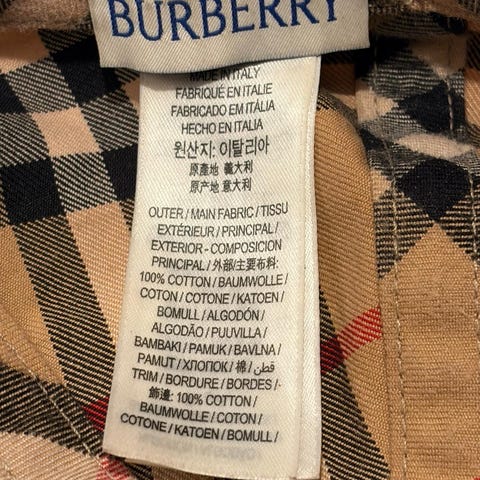 BURBERRY
MADE IN ITALY
FABRIQUÉ EN ITALIE
FABRICADO EM ITÁLIA
HECHO EN ITALIA
원산지: 이탈리아
原產地 義大利
原产地 意大利
OUTER / MAIN FABRIC / TISSU
EXTÉRIEUR / PRINCIPAL /
EXTERIOR - COMPOSICION
PRINCIPAL / 外部/主要布料:
100% COTTON / BAUMWOLLE /
COTON / COTONE / KATOEN /
BOMULL / ALGODÓN /
ALGODÃO / PUUVILLA /
BAMBAKI / PAMUK / BAVLNA /
PAMUT / ХЛОПОК / 棉 / قطن
TRIM / BORDURE / BORDES /-
飾邊: 100% COTTON /
BAUMWOLLE / COTON /
COTONE / KATOEN / BOMULL /